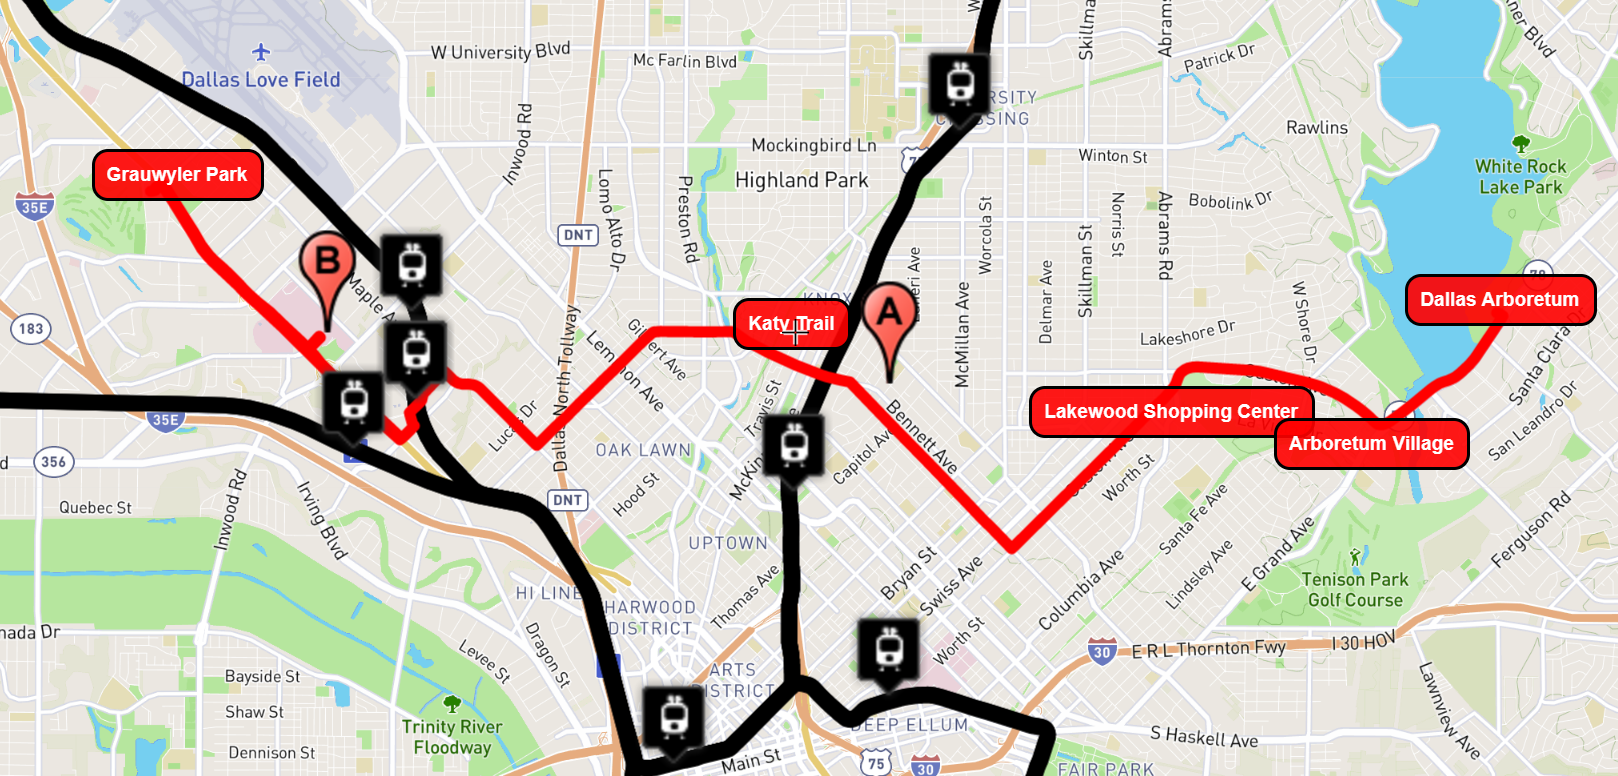 W University Blvd
Mc Farlin Blvd
Skillma
Abrams
Patrick Dr
ner Blvd
Dallas Love Field
Inwood Rd
RSITY
CROSSING
Rawlins
Mockingbird Ln
Winton St
White Rock
Lake Park
Highland Park
Grauwyler Park
35E
Lomo Alto Dr
Preston Rd
Worcola St
Norris St
Abrams Rd
Bobolink Dr
DNT
Skillman St
B
Maple A
KNOX
A
McMillan Ave
Delmar Ave
W Shore Dr
78
Dallas Arboretum
183
Katy Trail
Gilbert Ave
Lemmon Ave
Dallas North Tollway
Lakeshore Dr
Santa Clara Dr
Travis St
Bennett Ave
Lakewood Shopping Center
Arboretum Village
35E
Lucas Dr
OAK LAWN
McKin
Capitol Ave
Worth St
San Leandro Dr
d
356
Hood St
DNT
Quebec St
Inwood Rd
Irving Blvd
UPTOWN
Santa Fe Ave
Ferguson Rd
Bryan St
Swiss Ave
Columbia Ave
Lindsley Ave
E Grand Ave
Tenison Park
Golf Course
HI LINE
HARWOOD
DISTRICT
Thomas Ave
nada Dr
Dragon St
Levee St
Worth St
30
E R L Thornton Fwy
I 30 HOV
ARTS
DISTRICT
Bayside St
Shaw St
Lawnview Ave
Trinity River
Floodway
DEEP ELLUM
S Haskell Ave
Dennison St
Main St
75
30
FAIR PARK